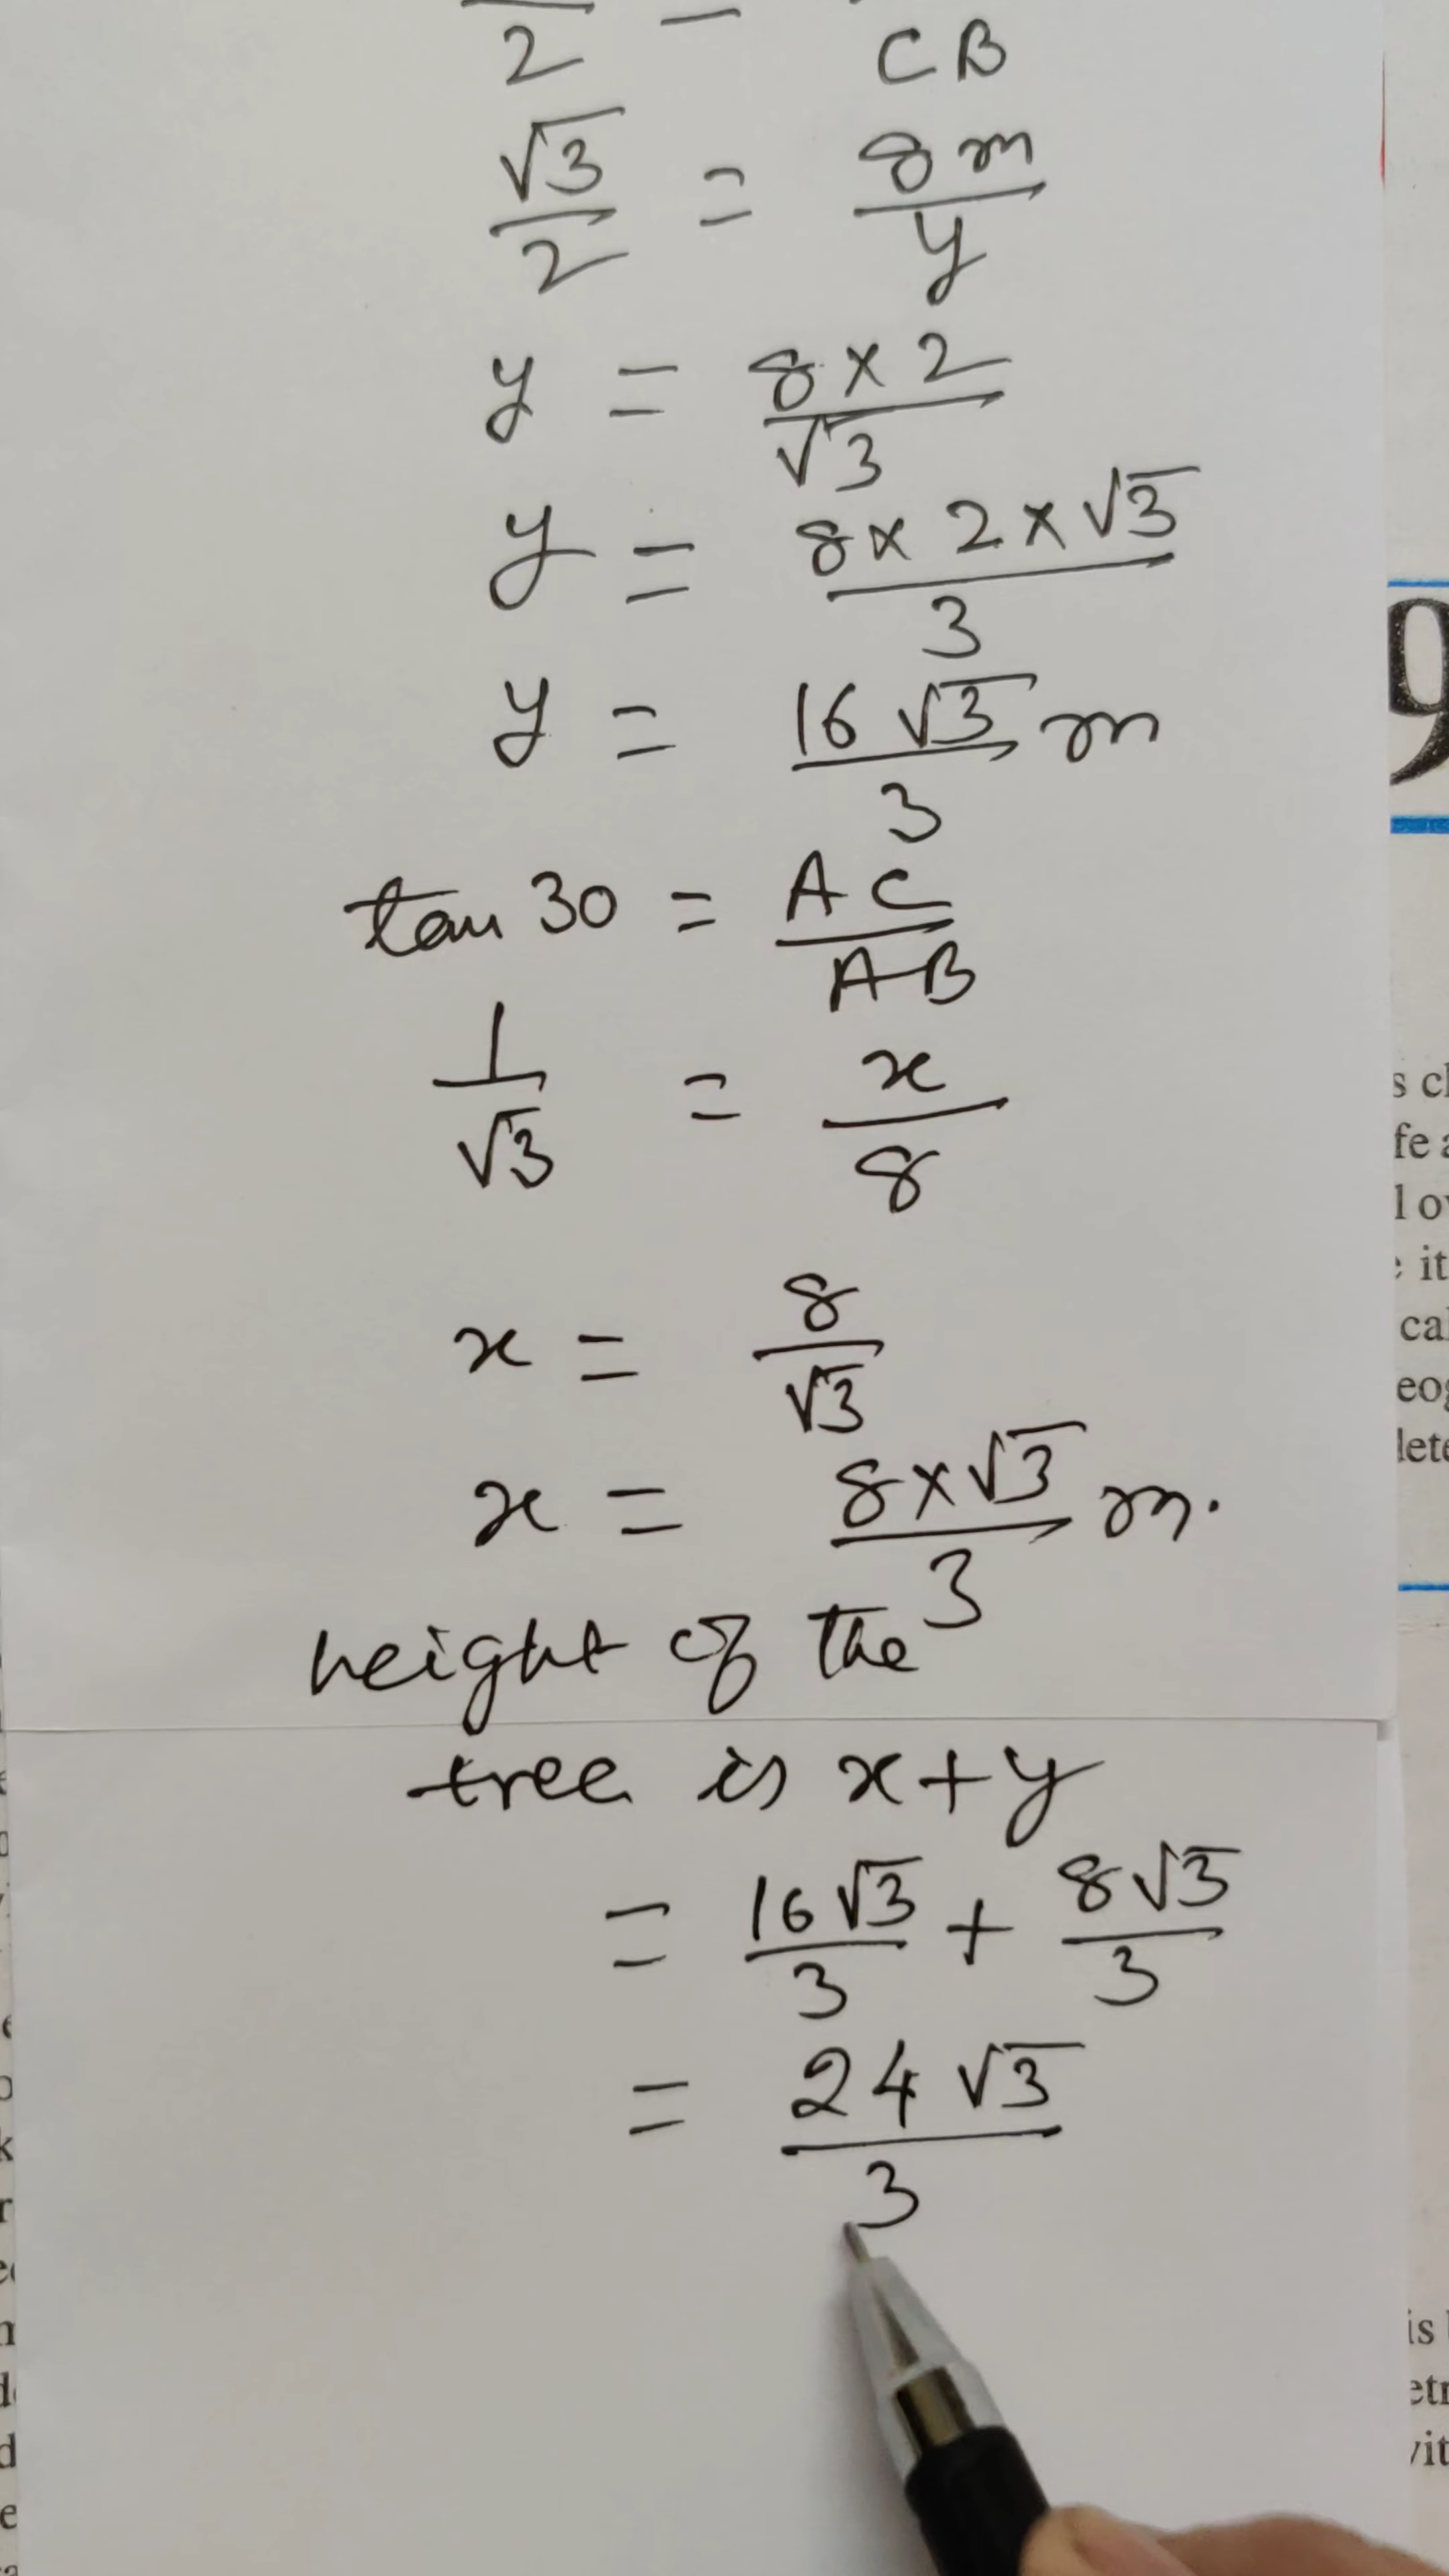 2 = CB
√3/2 = 8m/y
y = 8 × 2/√3
y = 8 × 2 × √3/3
y = 16√3/3 m
tan 30 = AC/AB
1/√3 = x/8
x = 8/√3
x = 8×√3/3 m.
height of the
tree is x+y
= 16√3/3 + 8√3/3
= 24√3/3
9